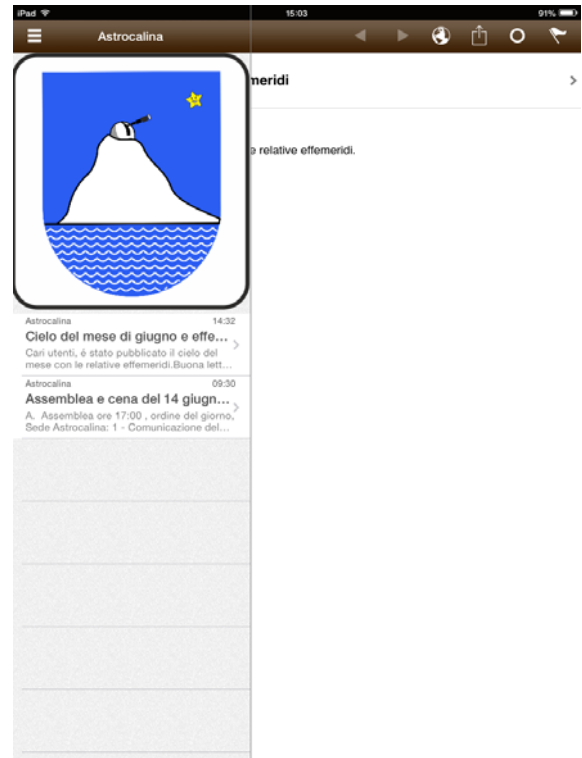 iPad 15:03 91%
Astrocalina
meridi
e relative effemeridi.
Astrocalina 14:32
Cielo del mese di giugno e effe...
Cari utenti, é stato pubblicato il cielo del
mese con le relative effemeridi.Buona lett...
Astrocalina 09:30
Assemblea e cena del 14 giugn...
A. Assemblea ore 17:00 , ordine del giorno,
Sede Astrocalina: 1 - Comunicazione del...